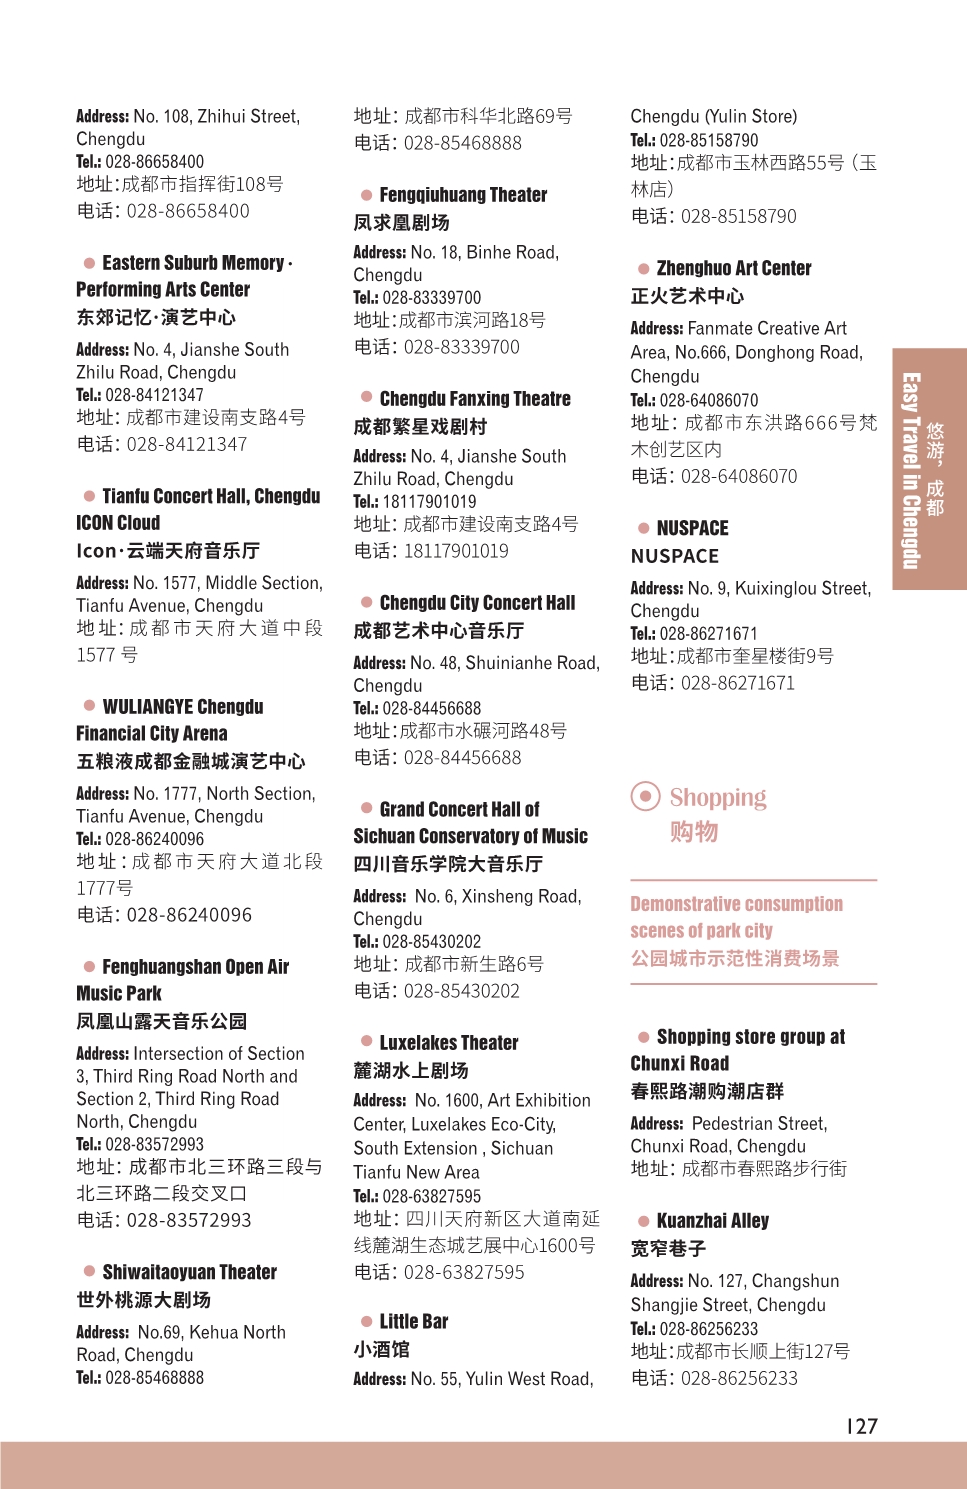 Address: No. 108, Zhihui Street,
Chengdu
Tel.: 028-86658400
地址：成都市指挥街108号
电话：028-86658400
Eastern Suburb Memory ·
Performing Arts Center
东郊记忆·演艺中心
Address: No. 4, Jianshe South
Zhilu Road, Chengdu
Tel.: 028-84121347
地址：成都市建设南支路4号
电话：028-84121347
Tianfu Concert Hall, Chengdu
ICON Cloud
Icon·云端天府音乐厅
Address: No. 1577, Middle Section,
Tianfu Avenue, Chengdu
地址：成都市天府大道中段
1577 号
WULIANGYE Chengdu
Financial City Arena
五粮液成都金融城演艺中心
Address: No. 1777, North Section,
Tianfu Avenue, Chengdu
Tel.: 028-86240096
地址：成都市天府大道北段
1777号
电话：028-86240096
Fenghuangshan Open Air
Music Park
凤凰山露天音乐公园
Address: Intersection of Section
3, Third Ring Road North and
Section 2, Third Ring Road
North, Chengdu
Tel.: 028-83572993
地址：成都市北三环路三段与
北三环路二段交叉口
电话：028-83572993
Shiwaitaoyuan Theater
世外桃源大剧场
Address: No.69, Kehua North
Road, Chengdu
Tel.: 028-85468888
地址：成都市科华北路69号
电话：028-85468888
Fengqiuhuang Theater
凤求凰剧场
Address: No. 18, Binhe Road,
Chengdu
Tel.: 028-83339700
地址：成都市滨河路18号
电话：028-83339700
Chengdu Fanxing Theatre
成都繁星戏剧村
Address: No. 4, Jianshe South
Zhilu Road, Chengdu
Tel.: 18117901019
地址：成都市建设南支路4号
电话：18117901019
Chengdu City Concert Hall
成都艺术中心音乐厅
Address: No. 48, Shuinianhe Road,
Chengdu
Tel.: 028-84456688
地址：成都市水碾河路48号
电话：028-84456688
Grand Concert Hall of
Sichuan Conservatory of Music
四川音乐学院大音乐厅
Address: No. 6, Xinsheng Road,
Chengdu
Tel.: 028-85430202
地址：成都市新生路6号
电话：028-85430202
Luxelakes Theater
麓湖水上剧场
Address: No. 1600, Art Exhibition
Center, Luxelakes Eco-City,
South Extension , Sichuan
Tianfu New Area
Tel.: 028-63827595
地址：四川天府新区大道南延
线麓湖生态城艺展中心1600号
电话：028-63827595
Little Bar
小酒馆
Address: No. 55, Yulin West Road,
Chengdu (Yulin Store)
Tel.: 028-85158790
地址：成都市玉林西路55号（玉
林店）
电话：028-85158790
Zhenghuo Art Center
正火艺术中心
Address: Fanmate Creative Art
Area, No.666, Donghong Road,
Chengdu
Tel.: 028-64086070
地址：成都市东洪路666号梵
木创艺区内
电话：028-64086070
NUSPACE
NUSPACE
Address: No. 9, Kuixinglou Street,
Chengdu
Tel.: 028-86271671
地址：成都市奎星楼街9号
电话：028-86271671
Shopping
购物
Demonstrative consumption
scenes of park city
公园城市示范性消费场景
Shopping store group at
Chunxi Road
春熙路潮购潮店群
Address: Pedestrian Street,
Chunxi Road, Chengdu
地址：成都市春熙路步行街
Kuanzhai Alley
宽窄巷子
Address: No. 127, Changshun
Shangjie Street, Chengdu
Tel.: 028-86256233
地址：成都市长顺上街127号
电话：028-86256233
悠游，成都
Easy Travel in Chengdu
127